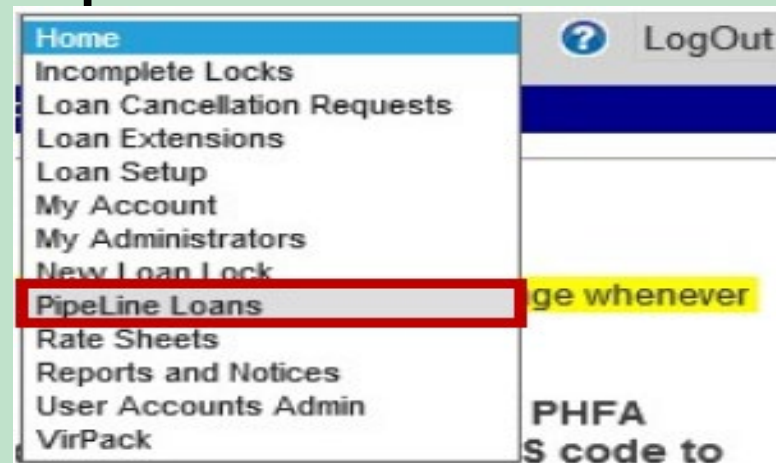 Home
LogOut
Incomplete Locks
Loan Cancellation Requests
Loan Extensions
Loan Setup
My Account
My Administrators
New Loan Lock
PipeLine Loans
ge whenever
Rate Sheets
Reports and Notices
User Accounts Admin
PHFA
VirPack
S code to